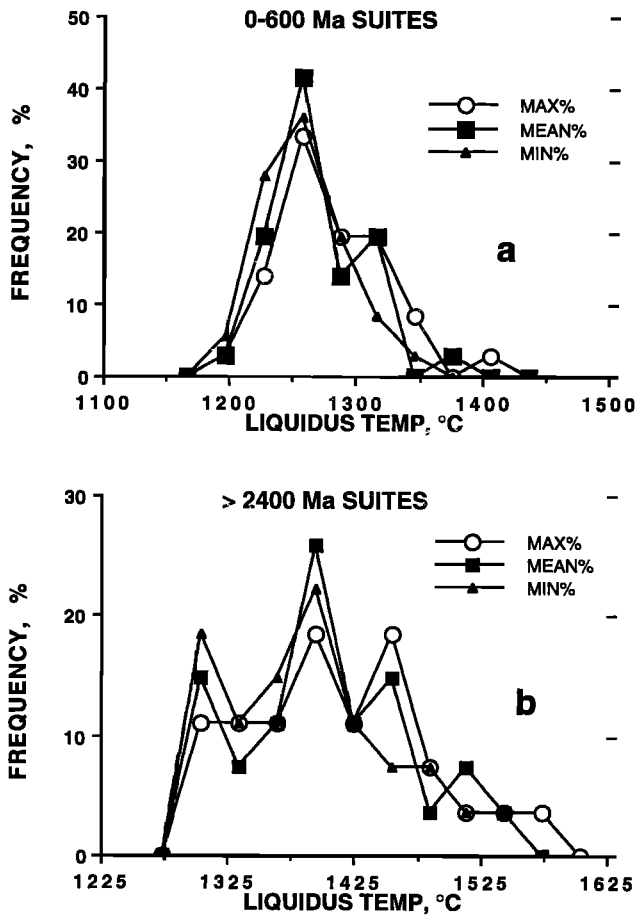 0-600 Ma SUITES
50
40
30
20
10
0
FREQUENCY, %
MAX%
MEAN%
MIN%
a
1100 1200 1300 1400 1500
LIQUIDUS TEMP, °C
> 2400 Ma SUITES
30
20
10
0
FREQUENCY, %
MAX%
MEAN%
MIN%
b
1225 1325 1425 1525 1625
LIQUIDUS TEMP, °C